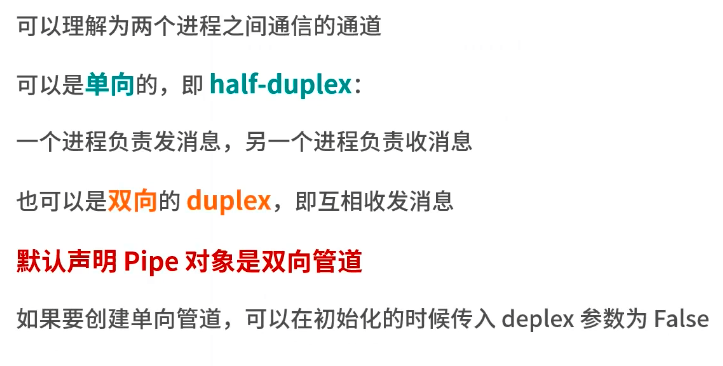 可以理解为两个进程之间通信的通道
可以是单向的，即 half-duplex：
一个进程负责发消息，另一个进程负责收消息
也可以是双向的 duplex，即互相收发消息
默认声明 Pipe 对象是双向管道
如果要创建单向管道，可以在初始化的时候传入 deplex 参数为 False